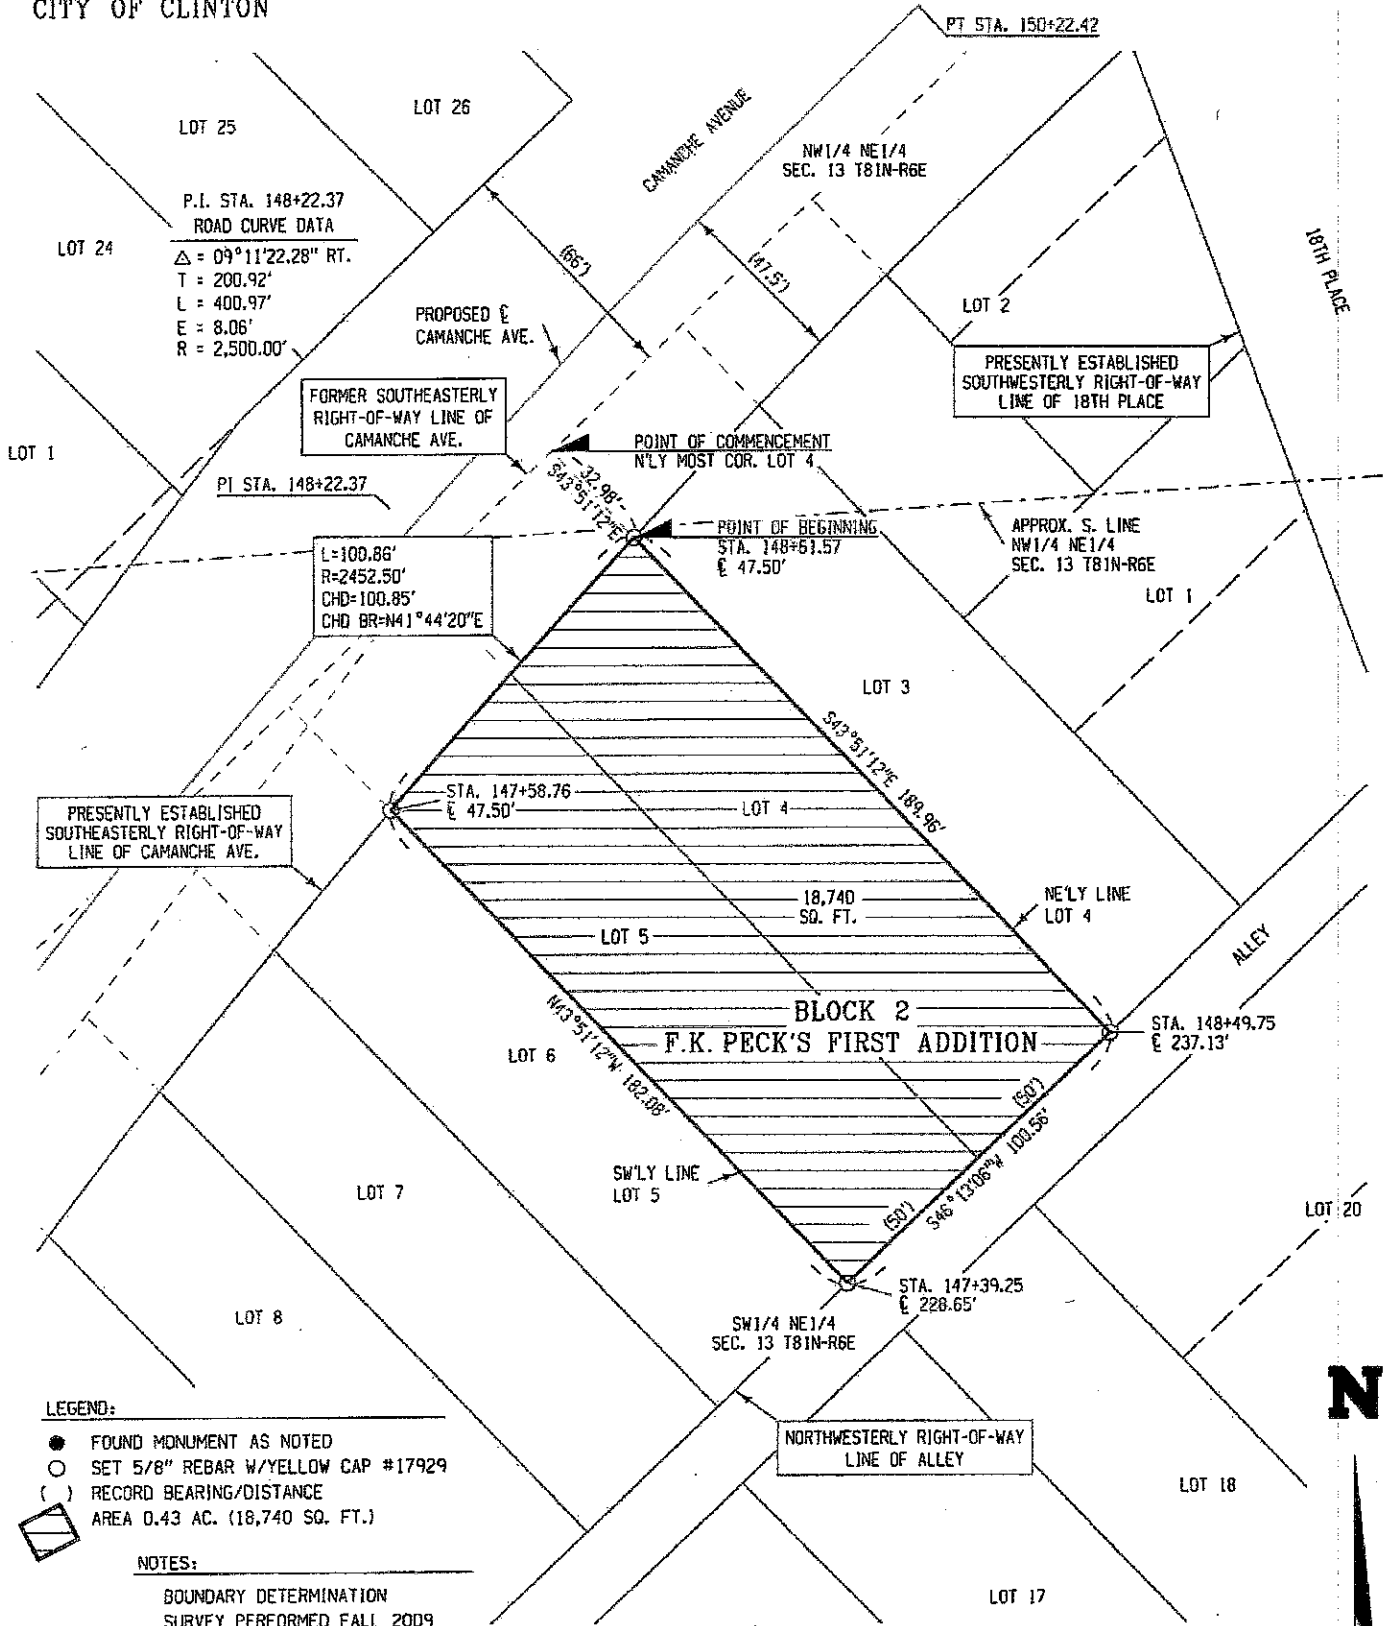 CITY OF CLINTON
PT STA. 150+22.42
LOT 26
LOT 25
CAMANCHE AVENUE
NW1/4 NE1/4
SEC. 13 T81N-R6E
P.I. STA. 148+22.37
ROAD CURVE DATA
△ = 09°11'22.28" RT.
T = 200.92'
L = 400.97'
E = 8.06'
R = 2,500.00'
LOT 24
18TH PLACE
(66')
(47.5')
LOT 2
PROPOSED ℄
CAMANCHE AVE.
PRESENTLY ESTABLISHED
SOUTHWESTERLY RIGHT-OF-WAY
LINE OF 18TH PLACE
FORMER SOUTHEASTERLY
RIGHT-OF-WAY LINE OF
CAMANCHE AVE.
LOT 1
POINT OF COMMENCEMENT
N'LY MOST COR. LOT 4
32.98'
S43°51'12"E
PI STA. 148+22.37
POINT OF BEGINNING
STA. 148+61.57
℄ 47.50'
APPROX. S. LINE
NW1/4 NE1/4
SEC. 13 T81N-R6E
L=100.86'
R=2452.50'
CHD=100.85'
CHD BR=N41°44'20"E
LOT 1
LOT 3
S43°51'12"E 189.96'
STA. 147+58.76
℄ 47.50'
LOT 4
PRESENTLY ESTABLISHED
SOUTHEASTERLY RIGHT-OF-WAY
LINE OF CAMANCHE AVE.
18,740
SQ. FT.
NE'LY LINE
LOT 4
LOT 5
ALLEY
BLOCK 2
F.K. PECK'S FIRST ADDITION
STA. 148+49.75
℄ 237.13'
LOT 6
N43°51'12"W 182.08'
(50')
S46°13'06"W 100.56'
(50')
SW'LY LINE
LOT 5
LOT 7
LOT 20
STA. 147+39.25
℄ 228.65'
LOT 8
SW1/4 NE1/4
SEC. 13 T81N-R6E
N
LEGEND:
FOUND MONUMENT AS NOTED
SET 5/8" REBAR W/YELLOW CAP #17929
( ) RECORD BEARING/DISTANCE
AREA 0.43 AC. (18,740 SQ. FT.)
NORTHWESTERLY RIGHT-OF-WAY
LINE OF ALLEY
LOT 18
NOTES:
BOUNDARY DETERMINATION
SURVEY PERFORMED FALL 2009
LOT 17